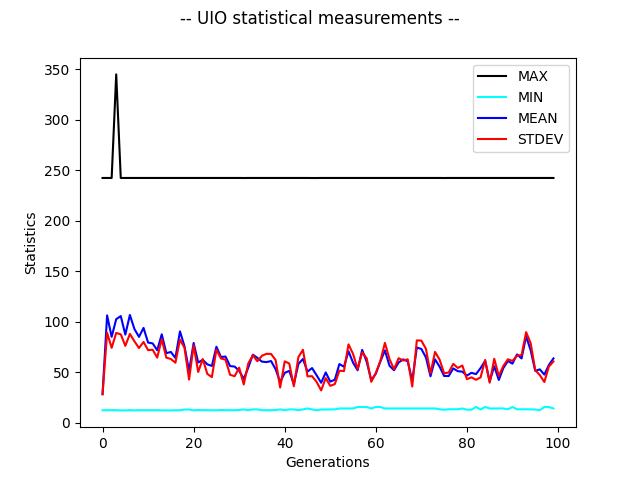 -- UIO statistical measurements --
350
300
250
200
150
100
50
0
Statistics
MAX
MIN
MEAN
STDEV
0 20 40 60 80 100
Generations